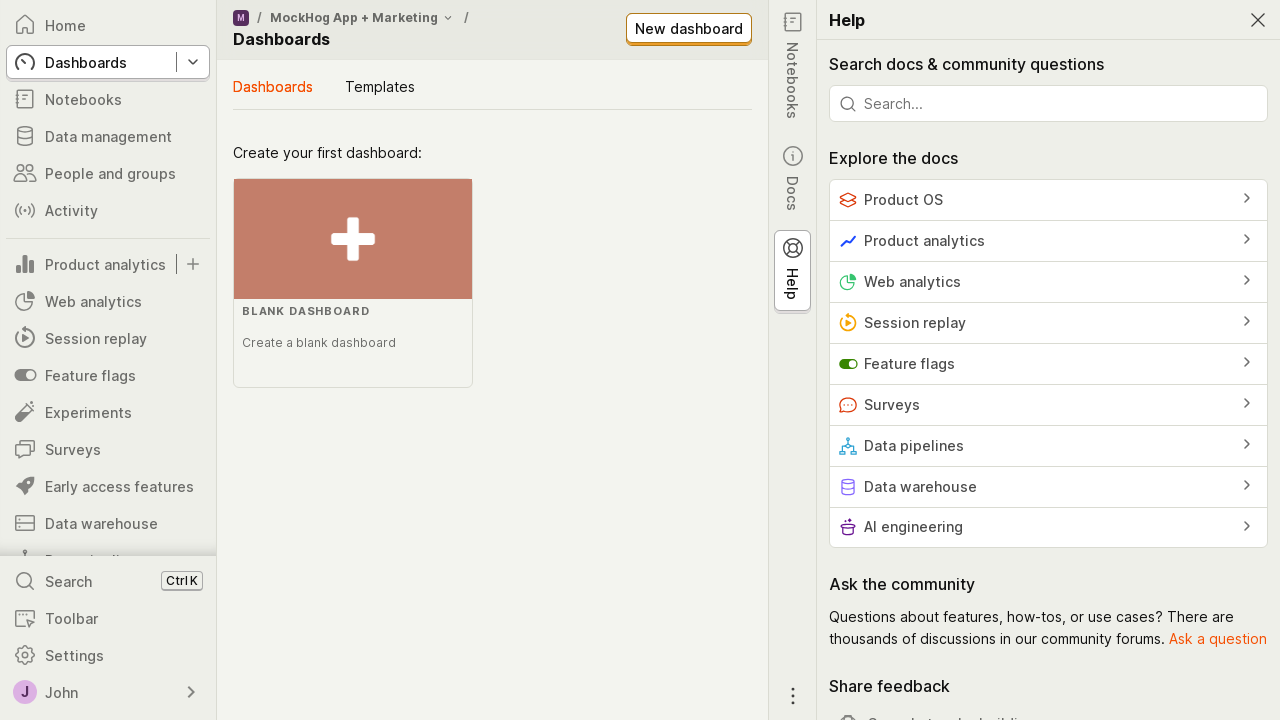 Home
Dashboards
Notebooks
Data management
People and groups
Activity
Product analytics
Web analytics
Session replay
Feature flags
Experiments
Surveys
Early access features
Data warehouse
Search Ctrl K
Toolbar
Settings
J John
M / MockHog App + Marketing /
Dashboards
New dashboard
Dashboards Templates
Create your first dashboard:
BLANK DASHBOARD
Create a blank dashboard
Notebooks
Docs
Help
Help
Search docs & community questions
Search...
Explore the docs
Product OS
Product analytics
Web analytics
Session replay
Feature flags
Surveys
Data pipelines
Data warehouse
AI engineering
Ask the community
Questions about features, how-tos, or use cases? There are
thousands of discussions in our community forums. Ask a question
Share feedback